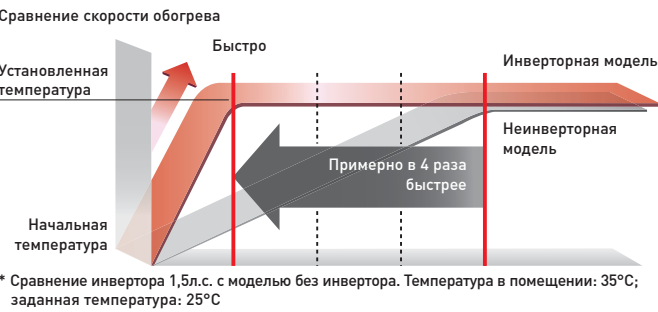 Сравнение скорости обогрева
Быстро
Инверторная модель
Установленная
температура
Неинверторная
модель
Примерно в 4 раза
быстрее
Начальная
температура
* Сравнение инвертора 1,5л.с. с моделью без инвертора. Температура в помещении: 35°C;
заданная температура: 25°C